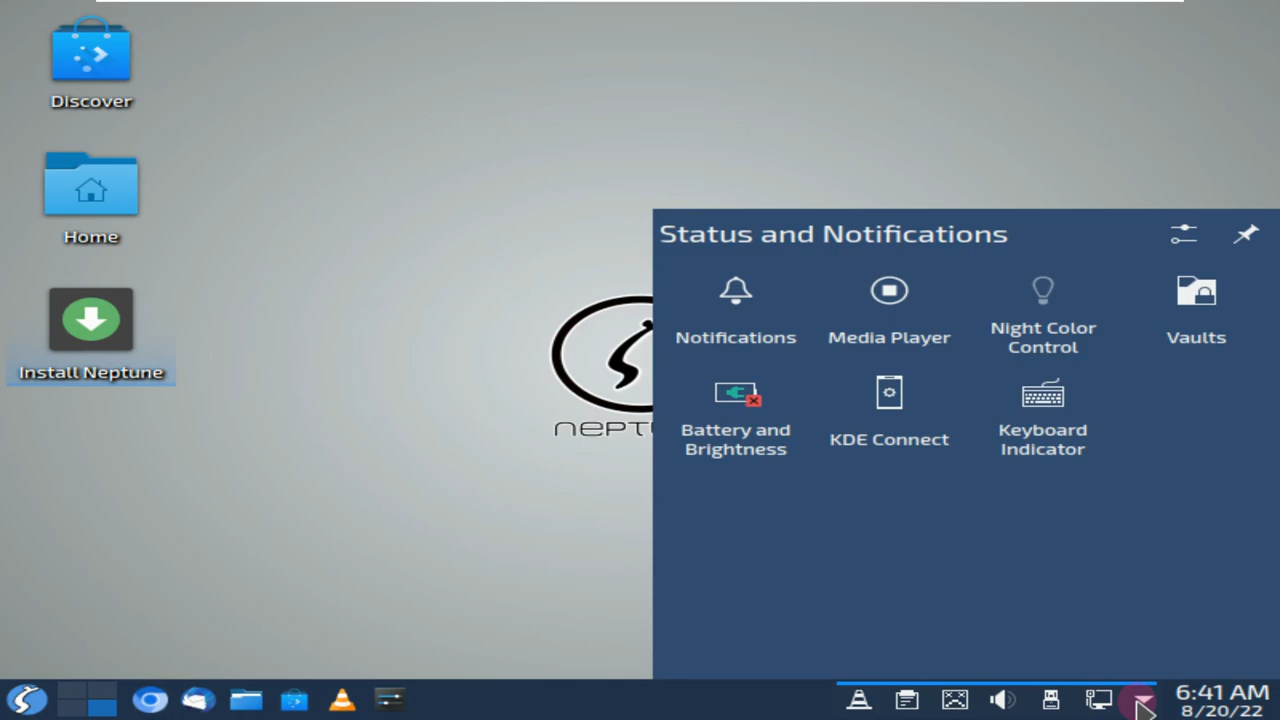 Discover
Home
Install Neptune
Status and Notifications
Notifications
Media Player
Night Color
Control
Vaults
Battery and
Brightness
KDE Connect
Keyboard
Indicator
6:41 AM
8/20/22